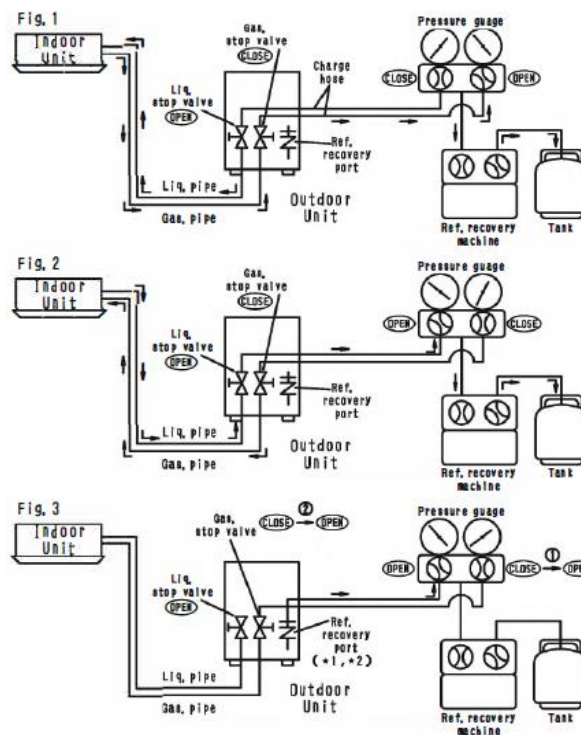 Fig. 1
Indoor
Unit
Gas.
stop valve
CLOSE
Liq.
stop valve
OPEN
Charge
hose
Pressure guage
CLOSE
OPEN
Ref.
recovery
port
Liq. pipe
Gas. pipe
Outdoor
Unit
Ref. recovery
machine
Tank
Fig. 2
Indoor
Unit
Gas.
stop valve
CLOSE
Liq.
stop valve
OPEN
Pressure guage
OPEN
CLOSE
Ref.
recovery
port
Liq. pipe
Gas. pipe
Outdoor
Unit
Ref. recovery
machine
Tank
Fig. 3
Indoor
Unit
Gas.
stop valve
②
CLOSE → OPEN
Liq.
stop valve
OPEN
Pressure guage
OPEN
①
CLOSE → OPE
Ref.
recovery
port
(*1,*2)
Liq. pipe
Gas. pipe
Outdoor
Unit
Ref. recovery
machine
Tank